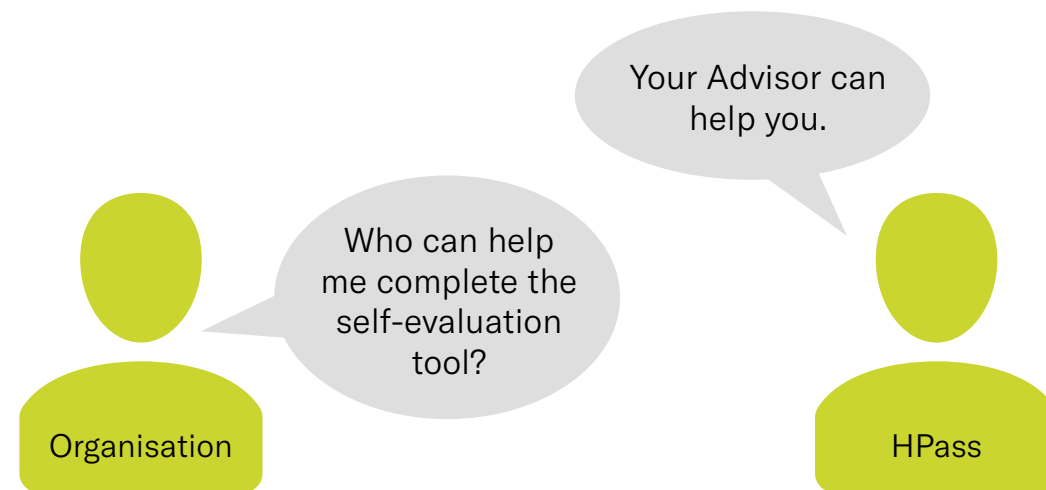 Who can help
me complete the
self-evaluation
tool?
Organisation
Your Advisor can
help you.
HPass